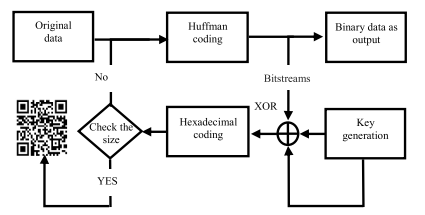 Original
data
Huffman
coding
Binary data as
output
No
Bitstreams
XOR
Check the
size
Hexadecimal
coding
Key
generation
YES